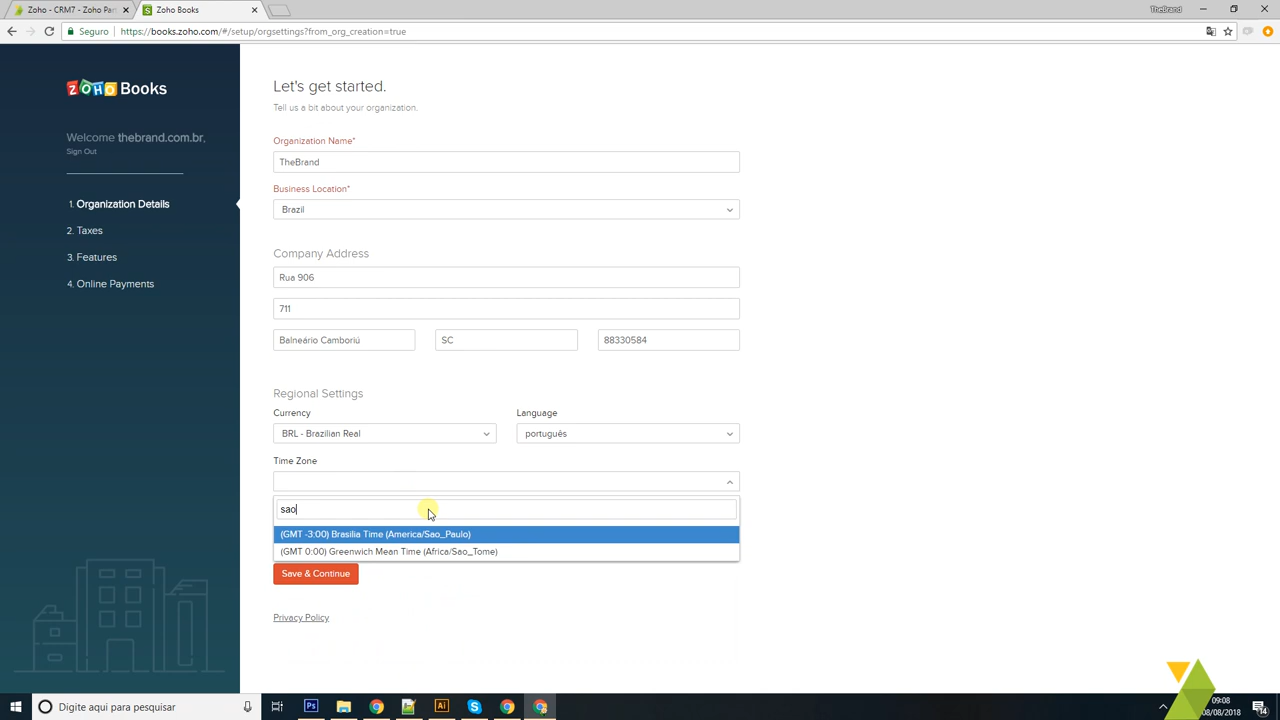 Zoho - CRM7 - Zoho Par
Zoho Books
TheBrand
Seguro
https://books.zoho.com/#/setup/orgsettings?from_org_creation=true
ZOHO Books
Welcome thebrand.com.br,
Sign Out
1. Organization Details
2. Taxes
3. Features
4. Online Payments
Let's get started.
Tell us a bit about your organization.
Organization Name*
TheBrand
Business Location*
Brazil
Company Address
Rua 906
711
Balneário Camboriú
SC
88330584
Regional Settings
Currency
Language
BRL - Brazilian Real
português
Time Zone
sao
(GMT -3:00) Brasilia Time (America/Sao_Paulo)
(GMT 0:00) Greenwich Mean Time (Africa/Sao_Tome)
Save & Continue
Privacy Policy
Digite aqui para pesquisar
Ps
Ai
09:08
08/08/2018
14